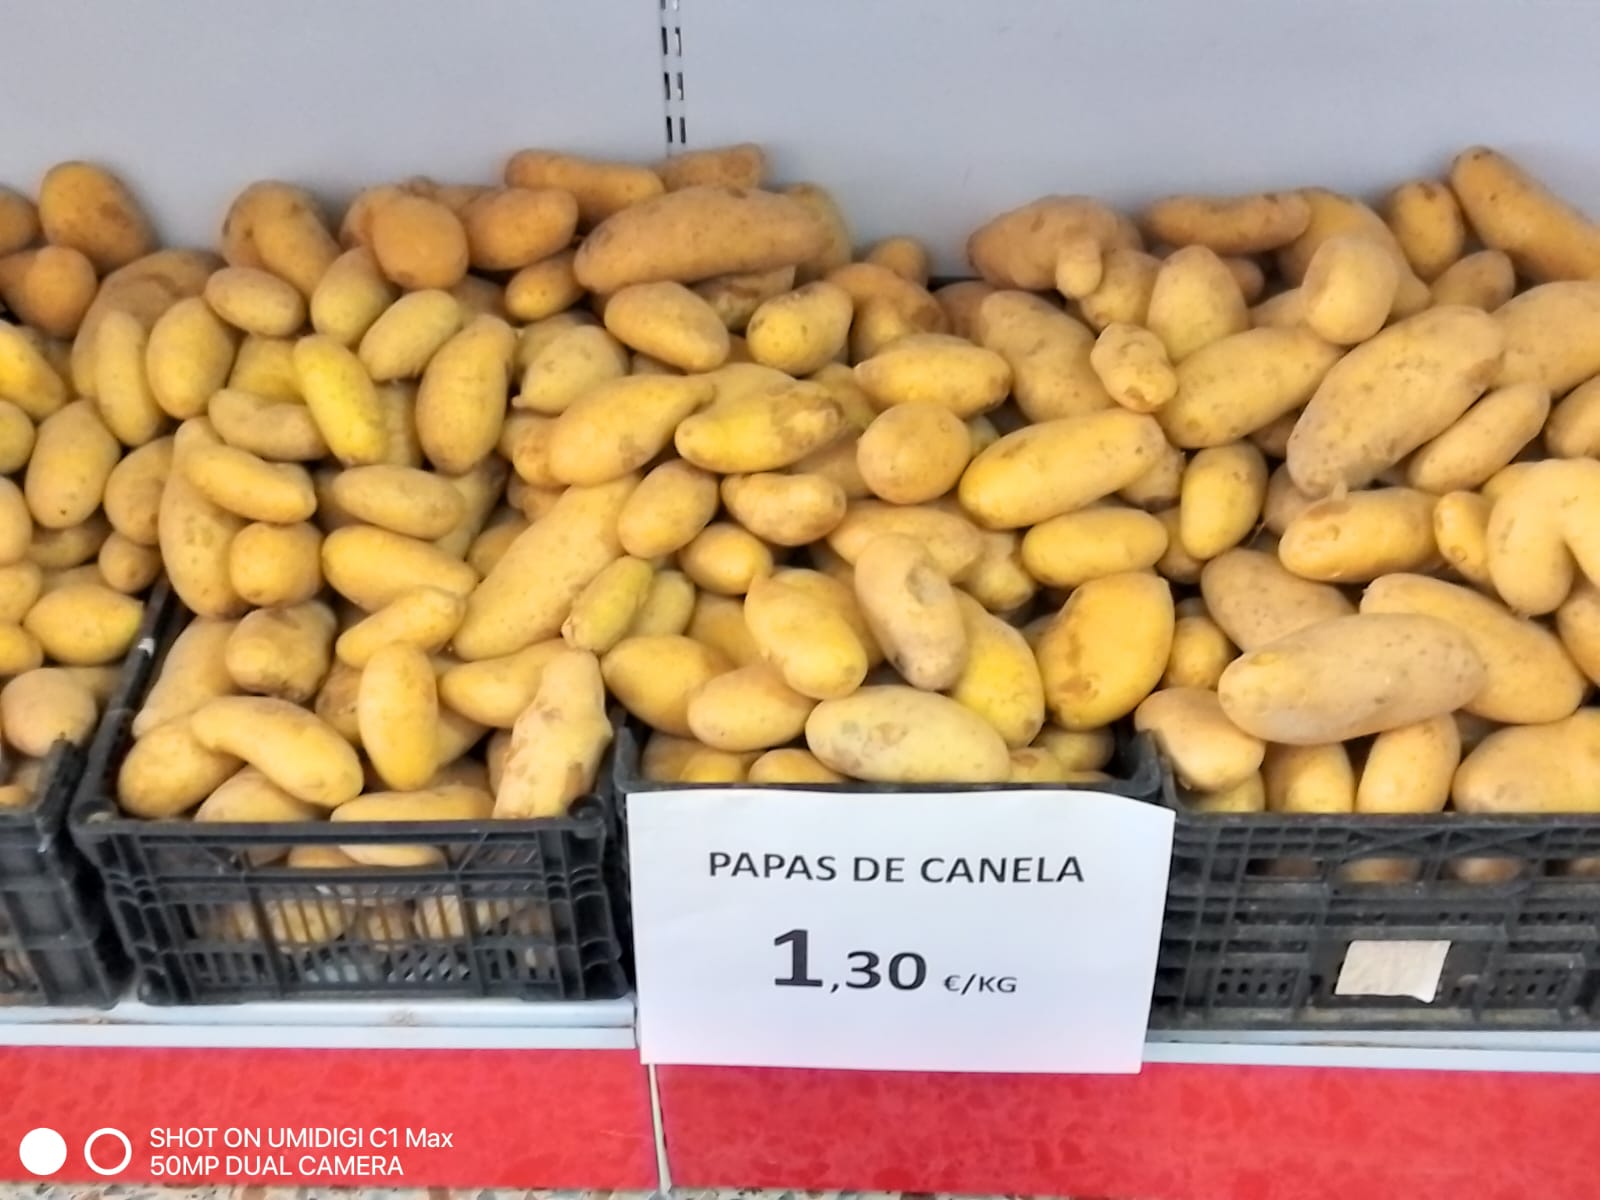 PAPAS DE CANELA
1,30 €/KG
SHOT ON UMIDIGI C1 Max
50MP DUAL CAMERA